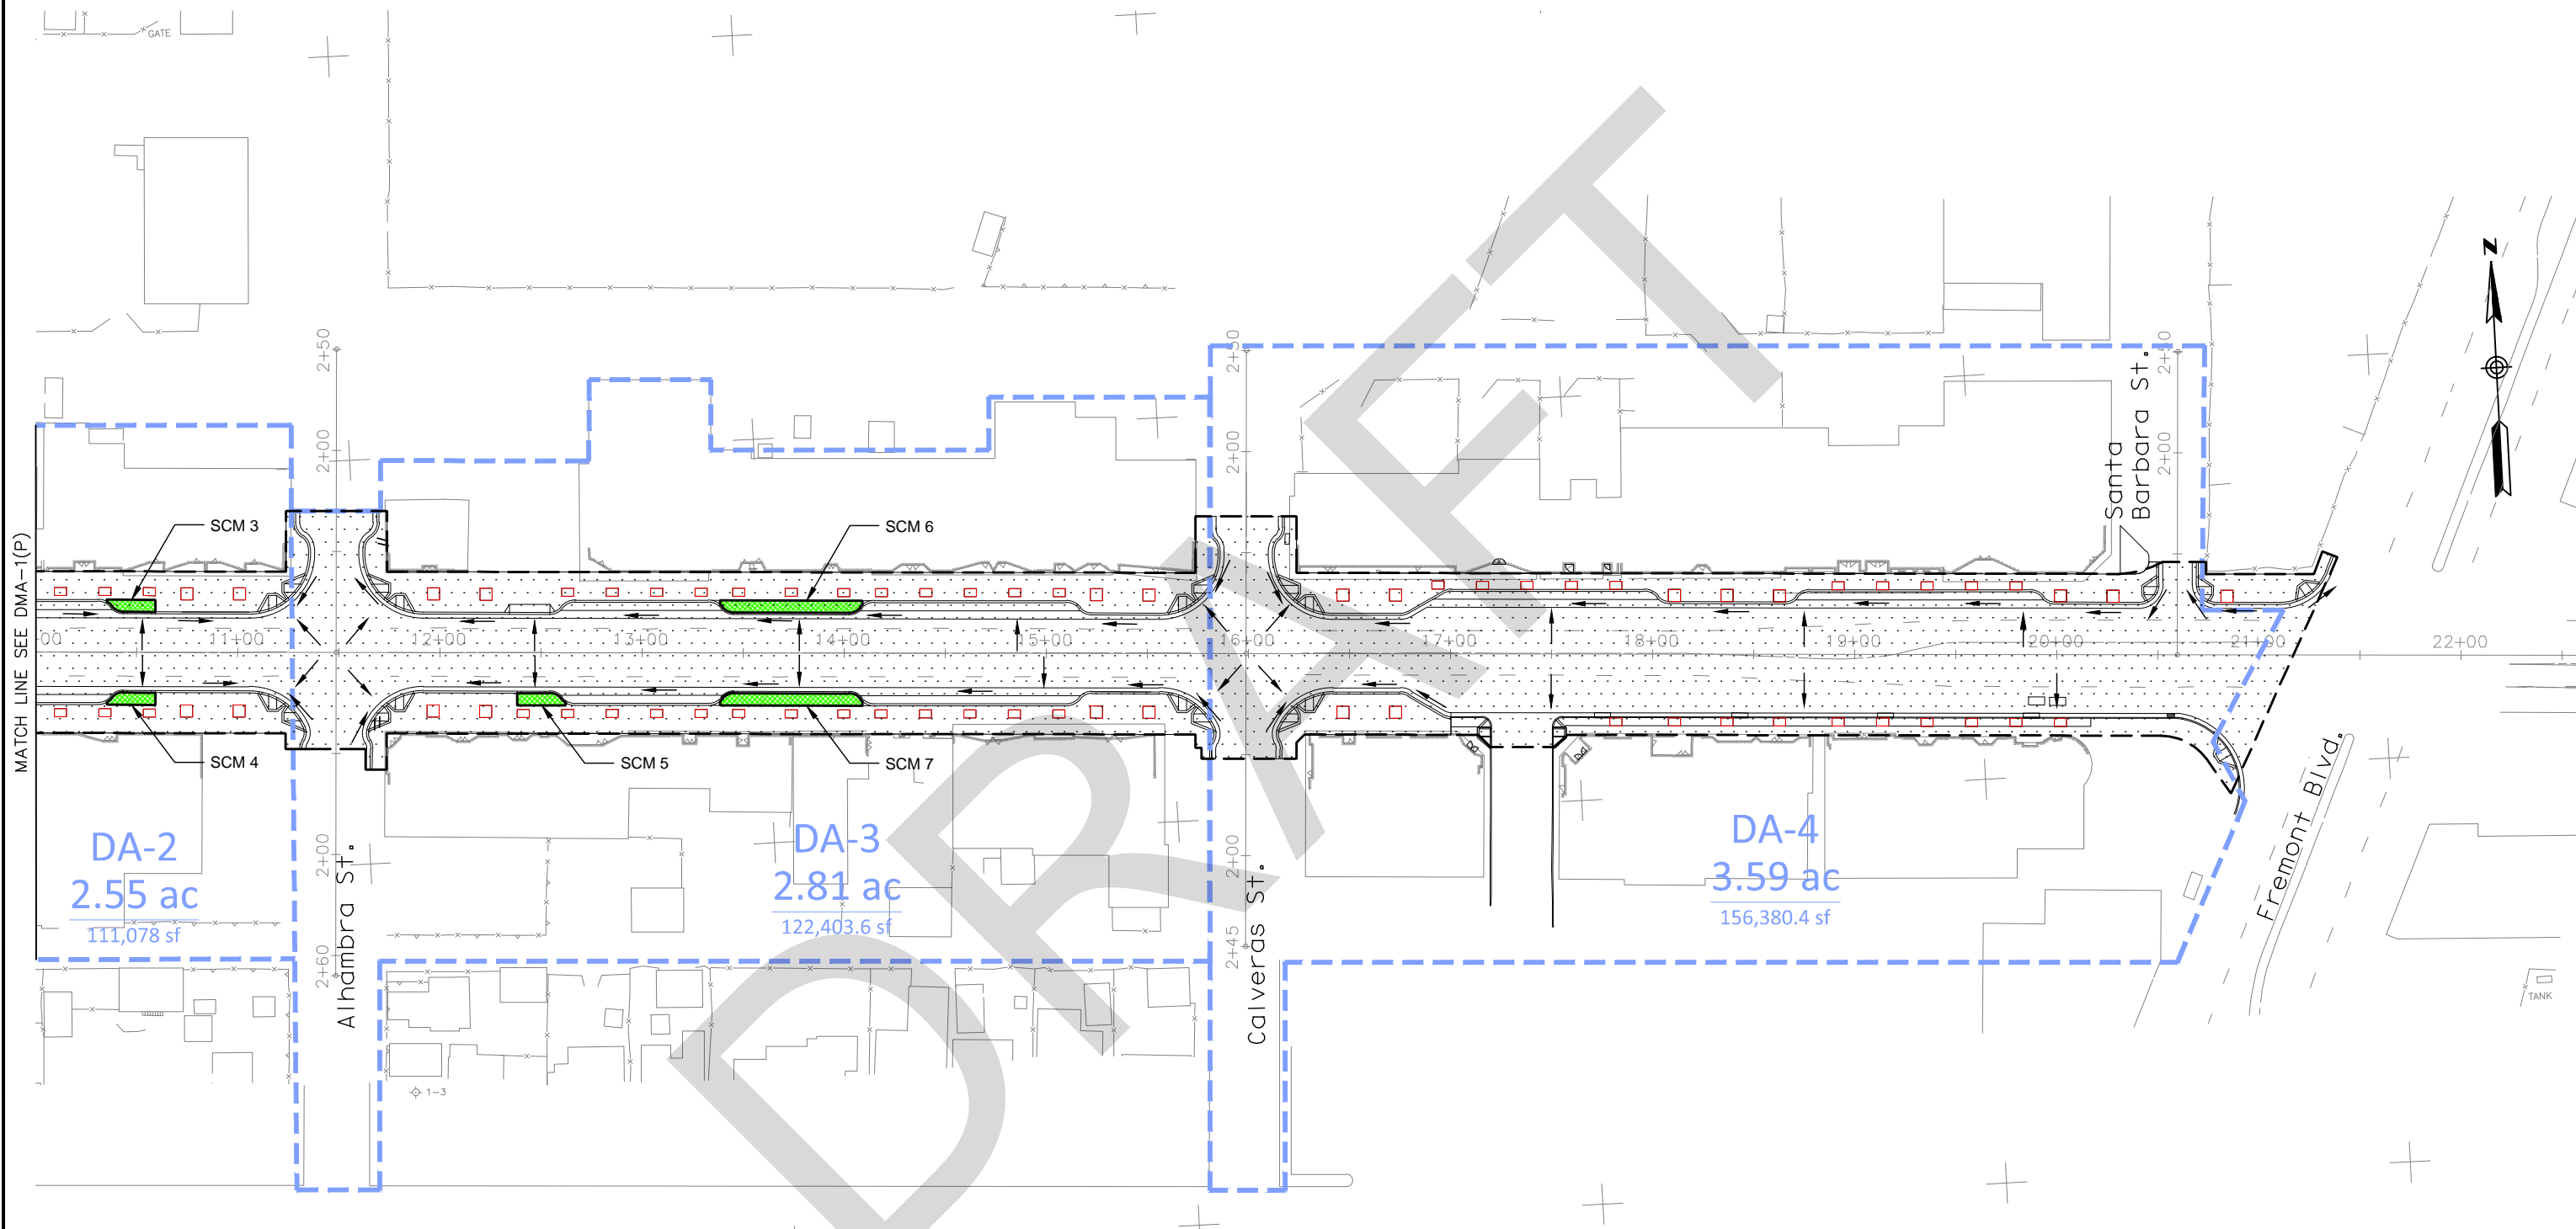 GATE
N
2+50
2+50
2+50
2+00
2+00
2+00
Santa
Barbara St.
SCM 3
SCM 6
MATCH LINE SEE DMA-1(P)
00
11+00
12+00
13+00
14+00
15+00
16+00
17+00
18+00
19+00
20+00
21+00
22+00
SCM 4
SCM 5
SCM 7
DA-2
2.55 ac
111,078 sf
DA-3
2.81 ac
122,403.6 sf
DA-4
3.59 ac
156,380.4 sf
2+00
2+60
Alhambra St.
2+00
2+45
Calveras St.
Fremont Blvd.
TANK
1-3
DRAFT